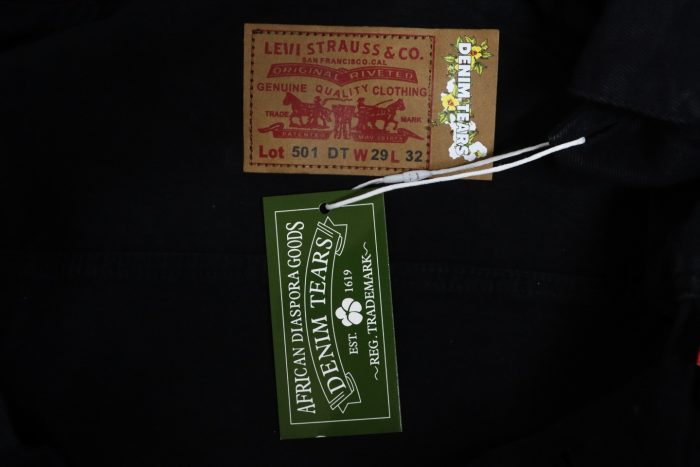 LEVI STRAUSS & CO.
SAN FRANCISCO, CAL
ORIGINAL RIVETED
GENUINE QUALITY CLOTHING
TRADE MARK
Lot 501 DT W 29 L 32
DENIM TEARS
AFRICAN DIASPORA GOODS
DENIM TEARS
EST. 1619
~REG. TRADEMARK~